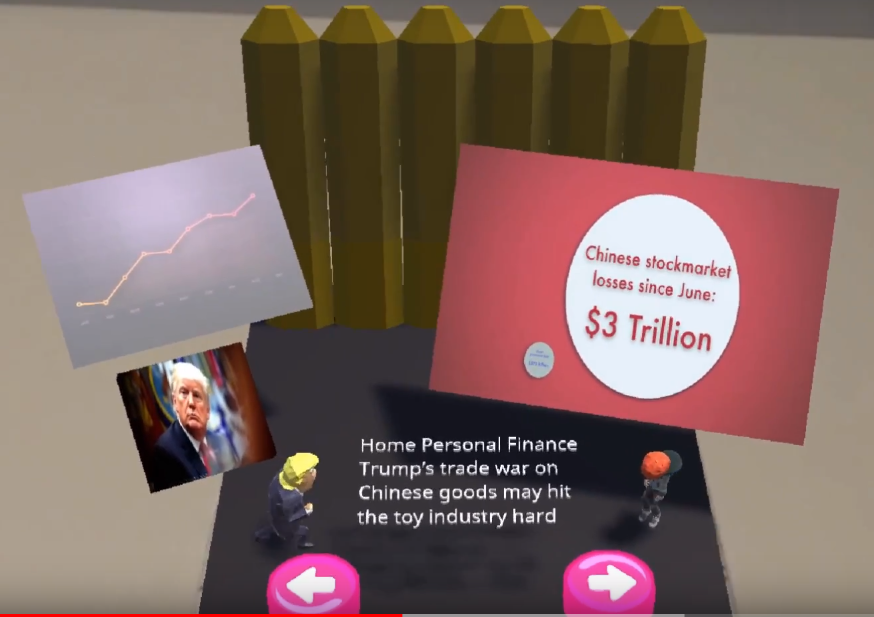 Chinese stockmarket
losses since June:
$3 Trillion
Home Personal Finance
Trump's trade war on
Chinese goods may hit
the toy industry hard